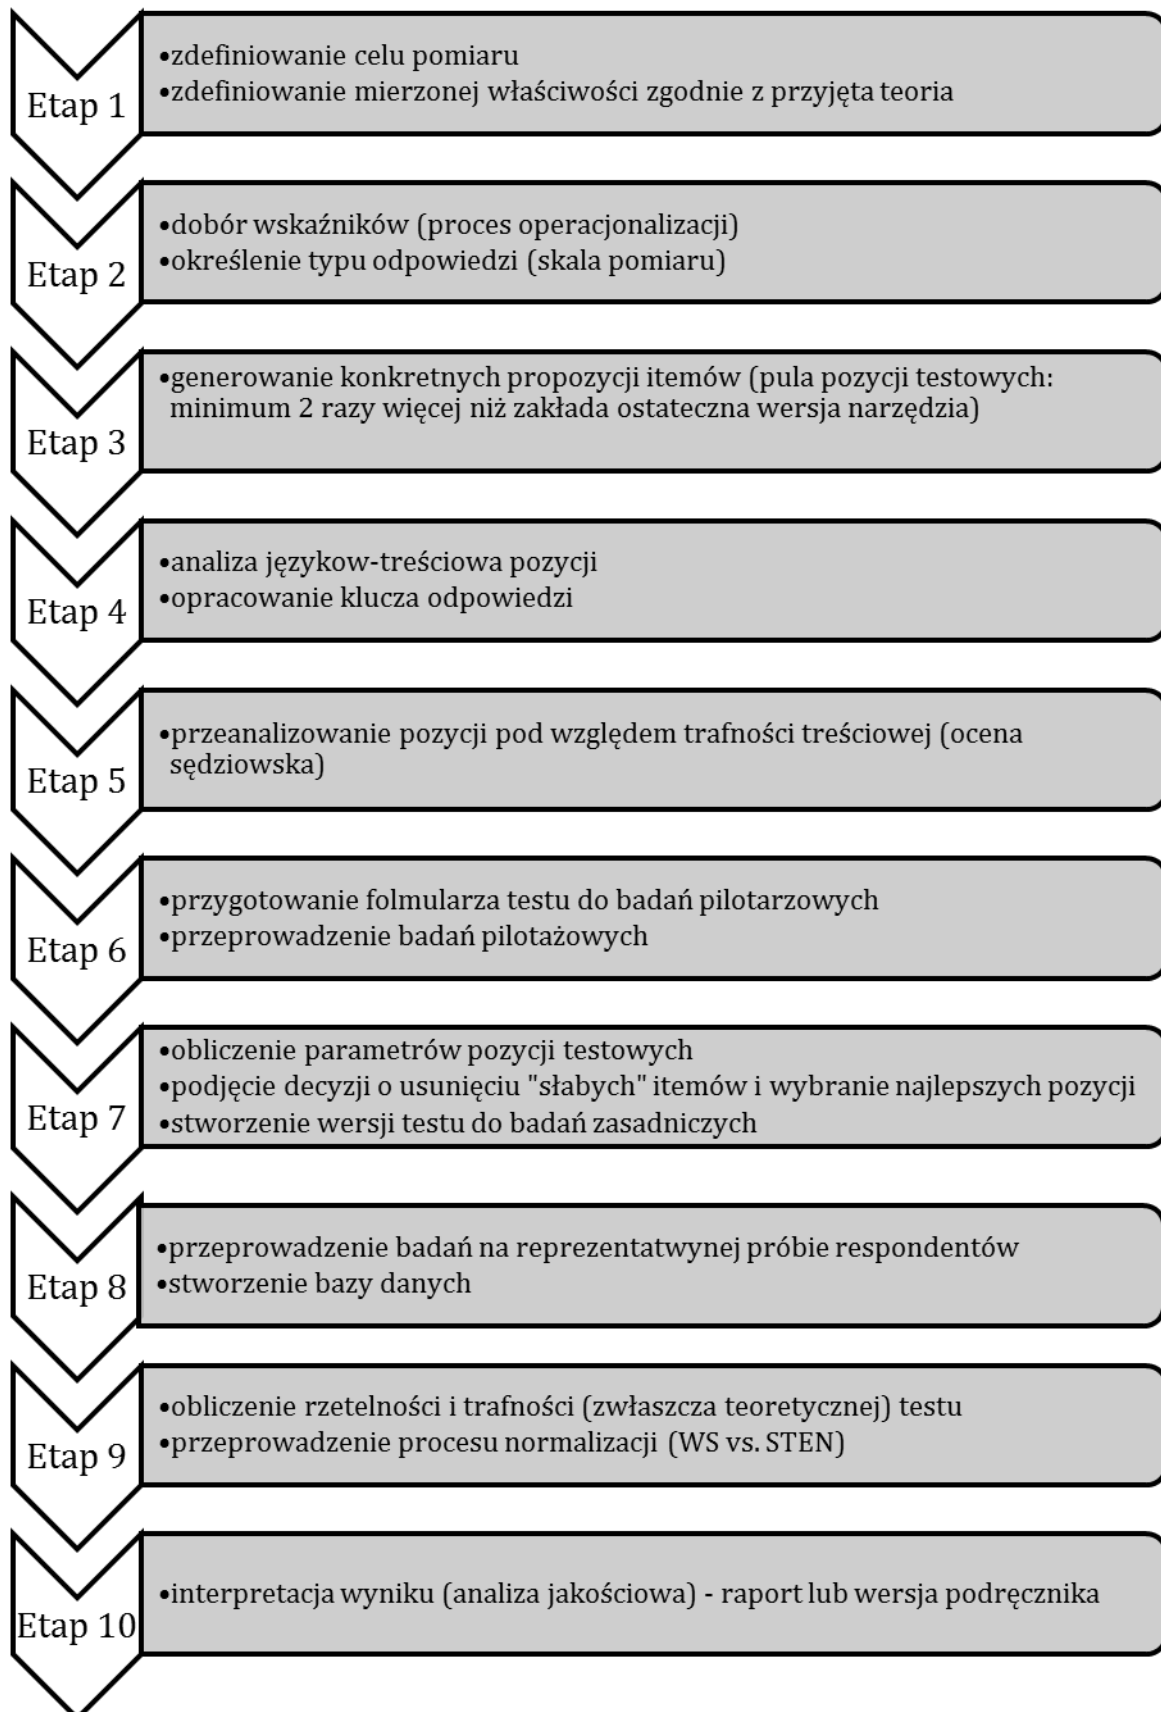 Etap 1
•zdefiniowanie celu pomiaru
•zdefiniowanie mierzonej właściwości zgodnie z przyjęta teoria
Etap 2
•dobór wskaźników (proces operacjonalizacji)
•określenie typu odpowiedzi (skala pomiaru)
Etap 3
•generowanie konkretnych propozycji itemów (pula pozycji testowych:
minimum 2 razy więcej niż zakłada ostateczna wersja narzędzia)
Etap 4
•analiza językow-treściowa pozycji
•opracowanie klucza odpowiedzi
Etap 5
•przeanalizowanie pozycji pod względem trafności treściowej (ocena
sędziowska)
Etap 6
•przygotowanie folmularza testu do badań pilotarzowych
•przeprowadzenie badań pilotażowych
Etap 7
•obliczenie parametrów pozycji testowych
•podjęcie decyzji o usunięciu "słabych" itemów i wybranie najlepszych pozycji
•stworzenie wersji testu do badań zasadniczych
Etap 8
•przeprowadzenie badań na reprezentatwynej próbie respondentów
•stworzenie bazy danych
Etap 9
•obliczenie rzetelności i trafności (zwłaszcza teoretycznej) testu
•przeprowadzenie procesu normalizacji (WS vs. STEN)
Etap 10
•interpretacja wyniku (analiza jakościowa) - raport lub wersja podręcznika